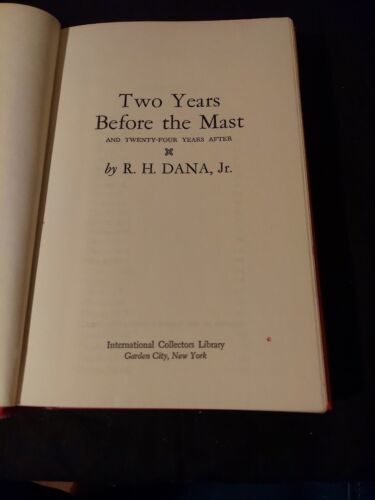 Two Years
Before the Mast
AND TWENTY-FOUR YEARS AFTER
by R. H. DANA, Jr.
International Collectors Library
Garden City, New York